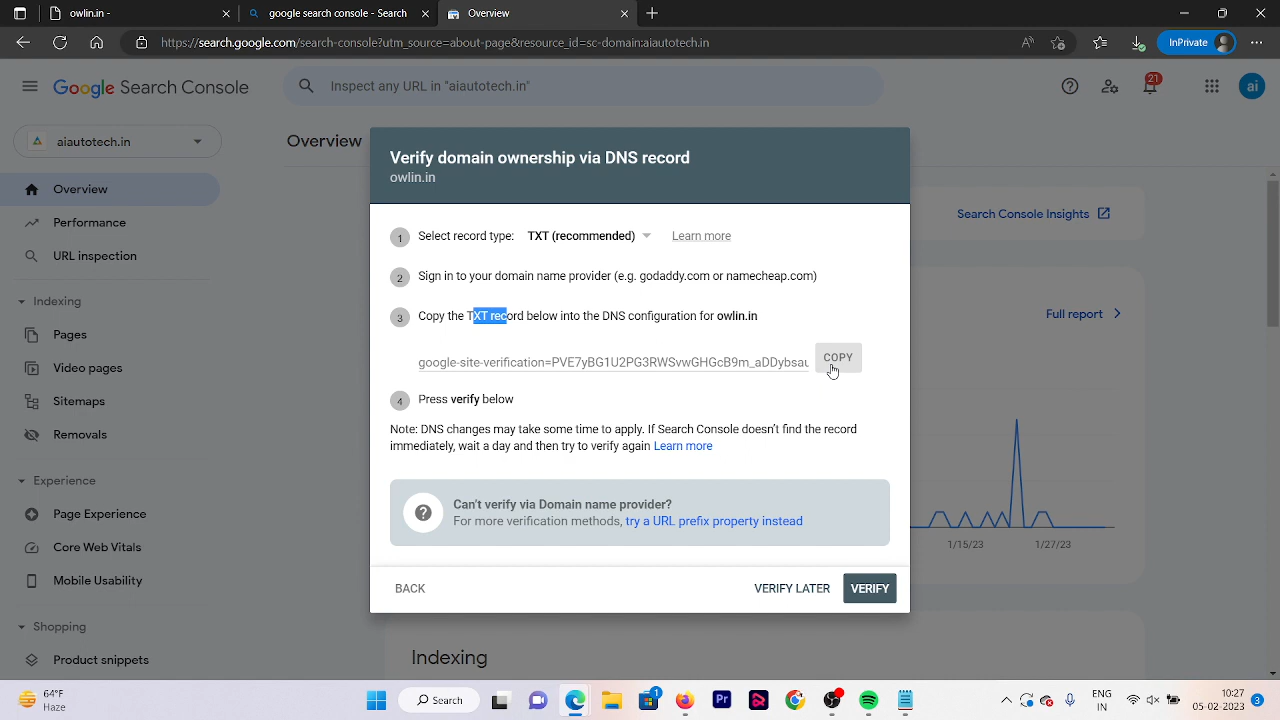 owlin.in -
google search console - Search
Overview
https://search.google.com/search-console?utm_source=about-page&resource_id=sc-domain:aiautotech.in
InPrivate
Google Search Console
Inspect any URL in "aiautotech.in"
21
ai
aiautotech.in
Overview
Overview
Performance
URL inspection
Indexing
Pages
Video pages
Sitemaps
Removals
Experience
Page Experience
Core Web Vitals
Mobile Usability
Shopping
Product snippets
Search Console Insights
Full report
1/15/23
1/27/23
Indexing
Verify domain ownership via DNS record
owlin.in
1 Select record type: TXT (recommended) Learn more
2 Sign in to your domain name provider (e.g. godaddy.com or namecheap.com)
3 Copy the TXT record below into the DNS configuration for owlin.in
google-site-verification=PVE7yBG1U2PG3RWSvwGHGcB9m_aDDybsau COPY
4 Press verify below
Note: DNS changes may take some time to apply. If Search Console doesn't find the record
immediately, wait a day and then try to verify again Learn more
Can't verify via Domain name provider?
For more verification methods, try a URL prefix property instead
BACK
VERIFY LATER
VERIFY
64°F
Haze
Search
1
Pr
ENG
IN
10:27
05-02-2023
3